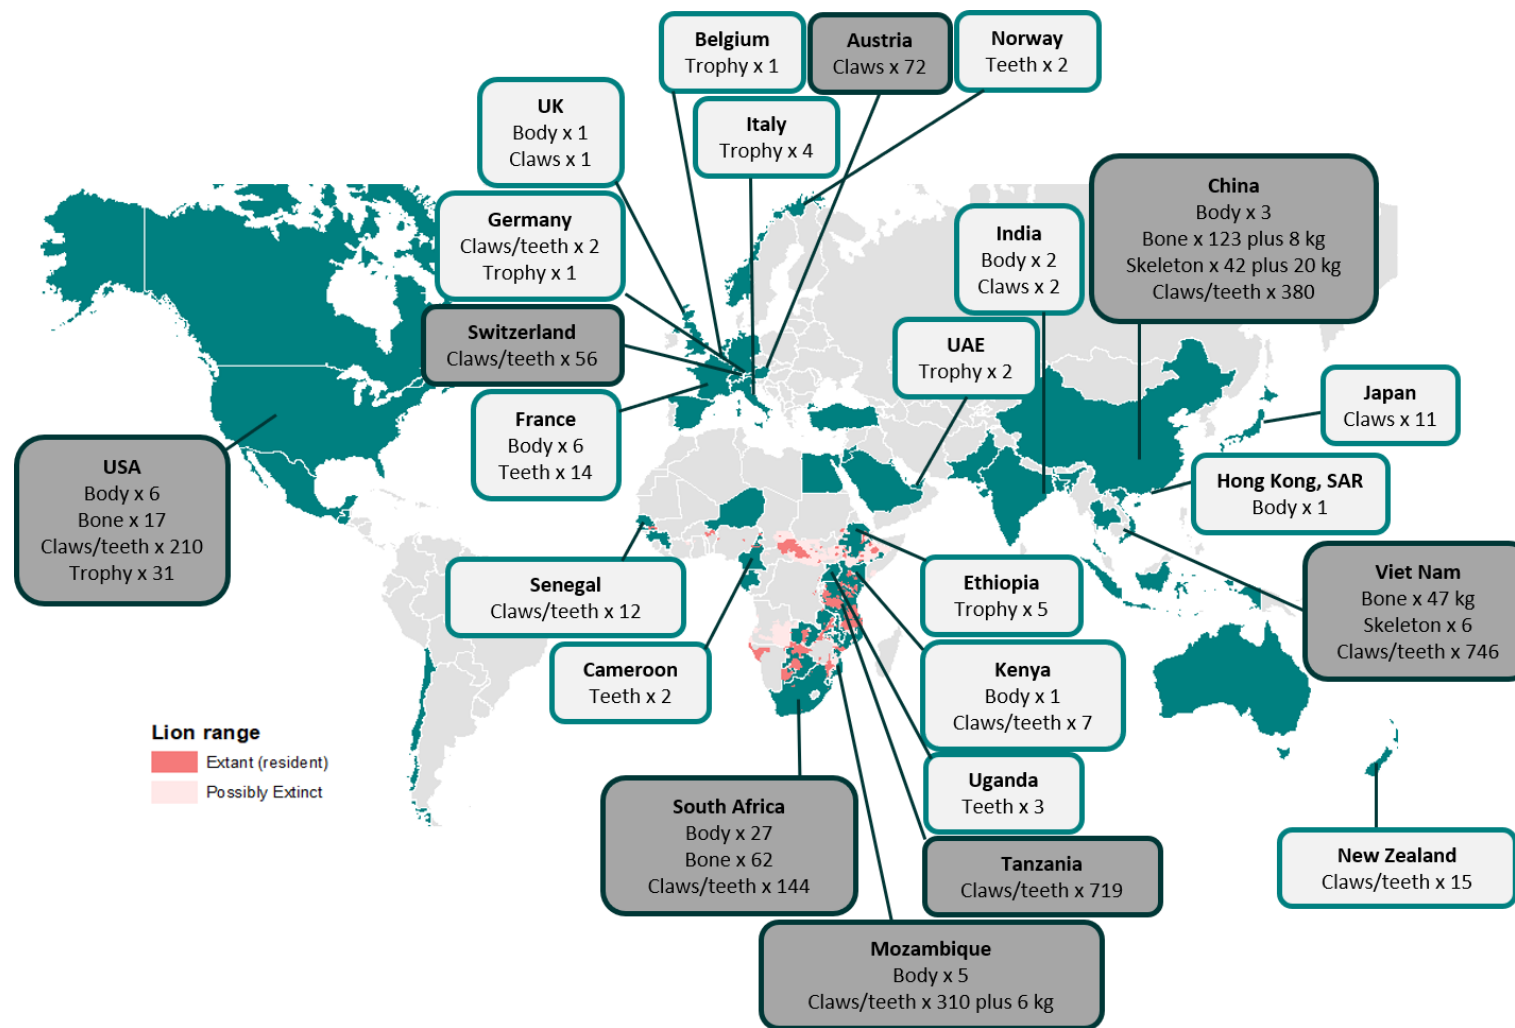 Belgium
Trophy x 1
Austria
Claws x 72
Norway
Teeth x 2
UK
Body x 1
Claws x 1
Italy
Trophy x 4
China
Body x 3
Bone x 123 plus 8 kg
Skeleton x 42 plus 20 kg
Claws/teeth x 380
Germany
Claws/teeth x 2
Trophy x 1
India
Body x 2
Claws x 2
Switzerland
Claws/teeth x 56
UAE
Trophy x 2
Japan
Claws x 11
France
Body x 6
Teeth x 14
USA
Body x 6
Bone x 17
Claws/teeth x 210
Trophy x 31
Hong Kong, SAR
Body x 1
Senegal
Claws/teeth x 12
Ethiopia
Trophy x 5
Viet Nam
Bone x 47 kg
Skeleton x 6
Claws/teeth x 746
Cameroon
Teeth x 2
Kenya
Body x 1
Claws/teeth x 7
Lion range
Extant (resident)
Possibly Extinct
Uganda
Teeth x 3
South Africa
Body x 27
Bone x 62
Claws/teeth x 144
Tanzania
Claws/teeth x 719
New Zealand
Claws/teeth x 15
Mozambique
Body x 5
Claws/teeth x 310 plus 6 kg